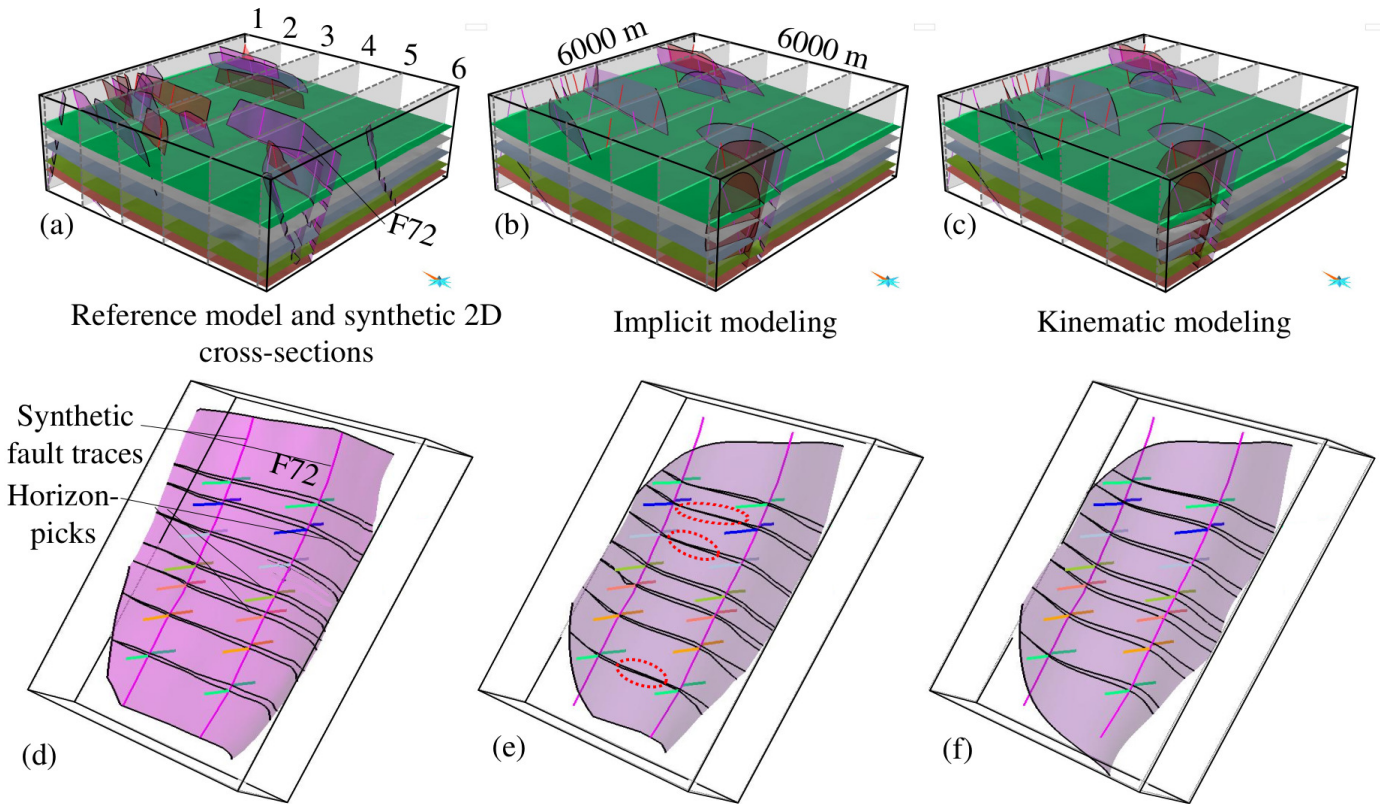 1 2 3 4 5 6
(a)
F72
6000 m 6000 m
(b)
(c)
Reference model and synthetic 2D
cross-sections
Implicit modeling
Kinematic modeling
Synthetic
fault traces
Horizon-
picks
F72
(d)
(e)
(f)